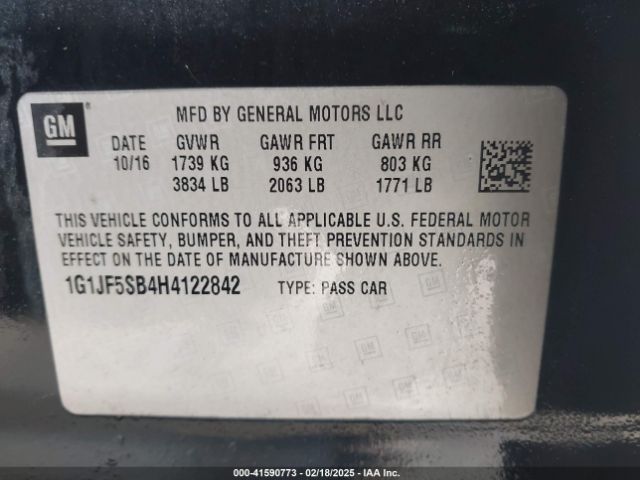 GM ® MFD BY GENERAL MOTORS LLC
DATE GVWR GAWR FRT GAWR RR
10/16 1739 KG 936 KG 803 KG
3834 LB 2063 LB 1771 LB
THIS VEHICLE CONFORMS TO ALL APPLICABLE U.S. FEDERAL MOTOR
VEHICLE SAFETY, BUMPER, AND THEFT PREVENTION STANDARDS IN
EFFECT ON THE DATE OF MANUFACTURE SHOWN ABOVE.
1G1JF5SB4H4122842 TYPE: PASS CAR
000-41590773 - 02/18/2025 - IAA Inc.